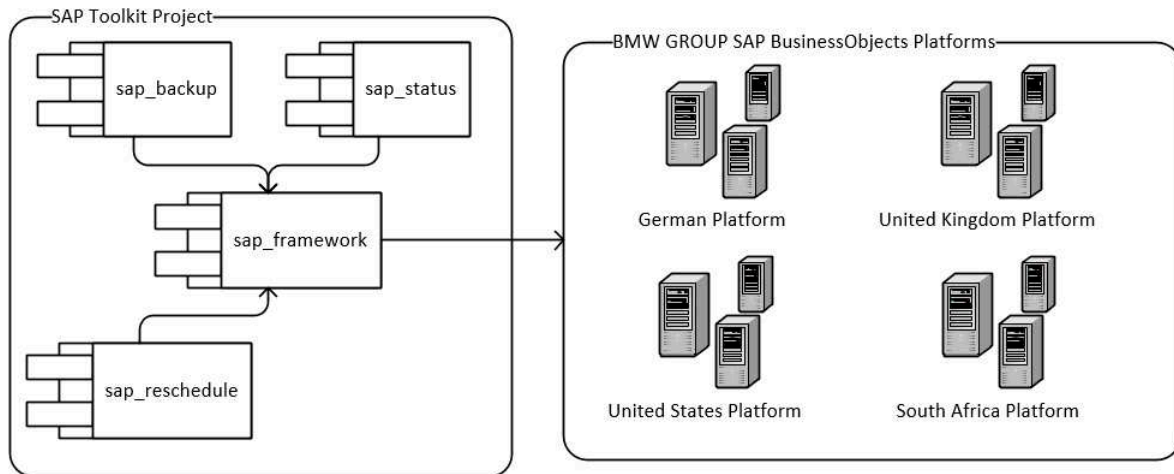 SAP Toolkit Project
sap_backup
sap_status
sap_framework
sap_reschedule
BMW GROUP SAP BusinessObjects Platforms
German Platform
United Kingdom Platform
United States Platform
South Africa Platform